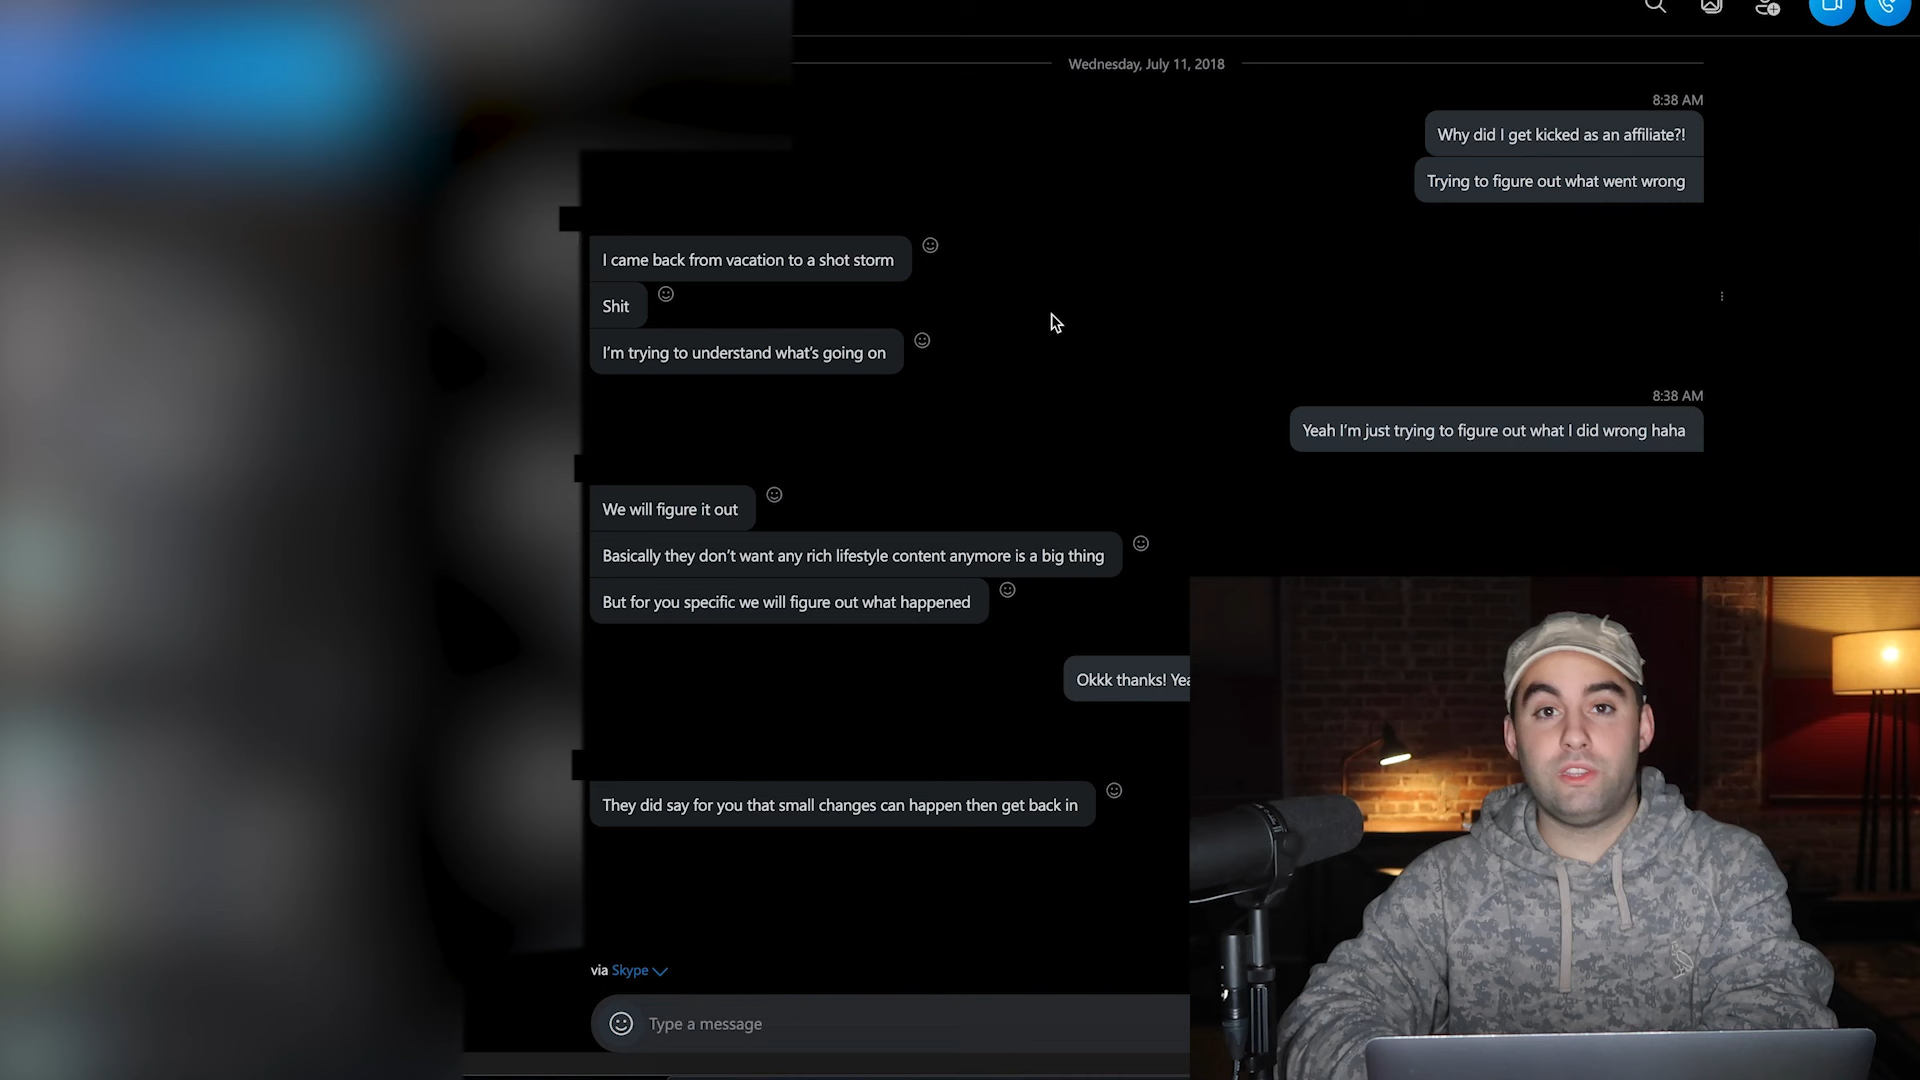 Wednesday, July 11, 2018
8:38 AM
Why did I get kicked as an affiliate?!
Trying to figure out what went wrong
I came back from vacation to a shot storm
Shit
I'm trying to understand what's going on
8:38 AM
Yeah I'm just trying to figure out what I did wrong haha
We will figure it out
Basically they don't want any rich lifestyle content anymore is a big thing
But for you specific we will figure out what happened
Okkk thanks!
They did say for you that small changes can happen then get back in
via Skype
Type a message